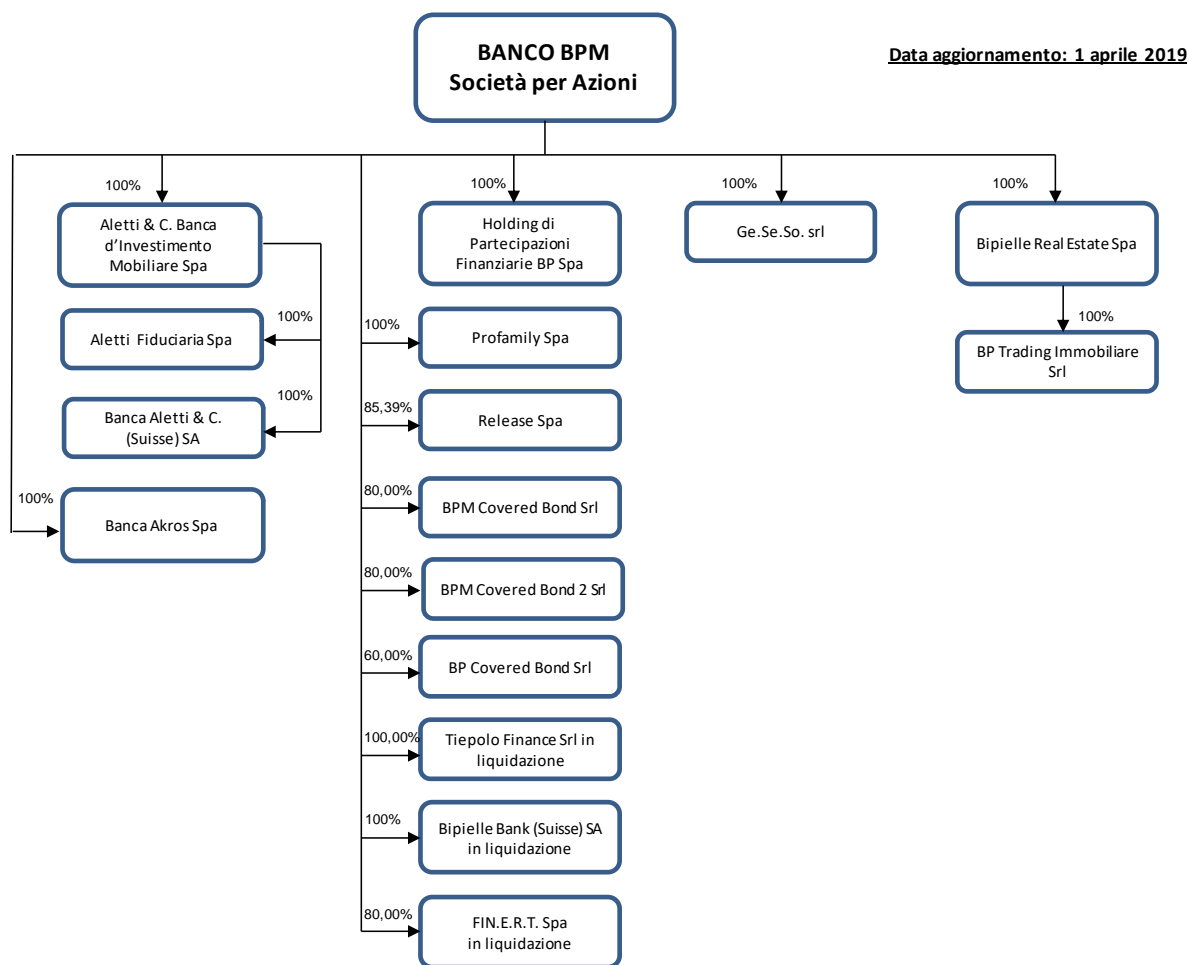 BANCO BPM
Società per Azioni
Data aggiornamento: 1 aprile 2019
100%
100%
100%
100%
Aletti & C. Banca
d’Investimento
Mobiliare Spa
Holding di
Partecipazioni
Finanziarie BP Spa
Ge.Se.So. srl
Bipielle Real Estate Spa
100%
Aletti Fiduciaria Spa
100%
Profamily Spa
100%
BP Trading Immobiliare
Srl
100%
Banca Aletti & C.
(Suisse) SA
85,39%
Release Spa
100%
Banca Akros Spa
80,00%
BPM Covered Bond Srl
80,00%
BPM Covered Bond 2 Srl
60,00%
BP Covered Bond Srl
100,00%
Tiepolo Finance Srl in
liquidazione
100%
Bipielle Bank (Suisse) SA
in liquidazione
80,00%
FIN.E.R.T. Spa
in liquidazione